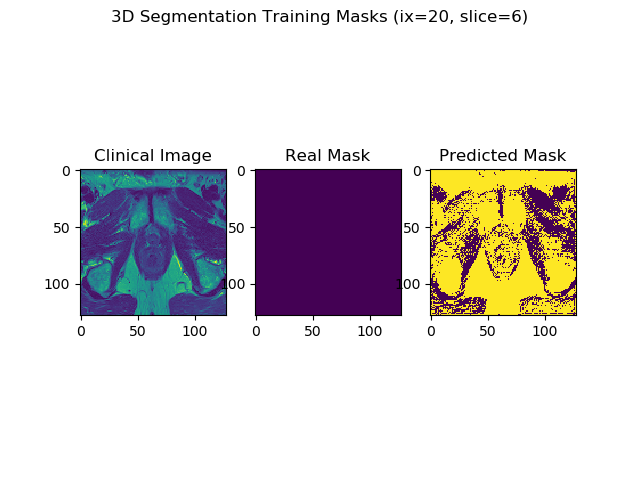 3D Segmentation Training Masks (ix=20, slice=6)
Clinical Image Real Mask Predicted Mask
0 0 0
50 50 50
100 100 100
0 50 100 0 50 100 0 50 100